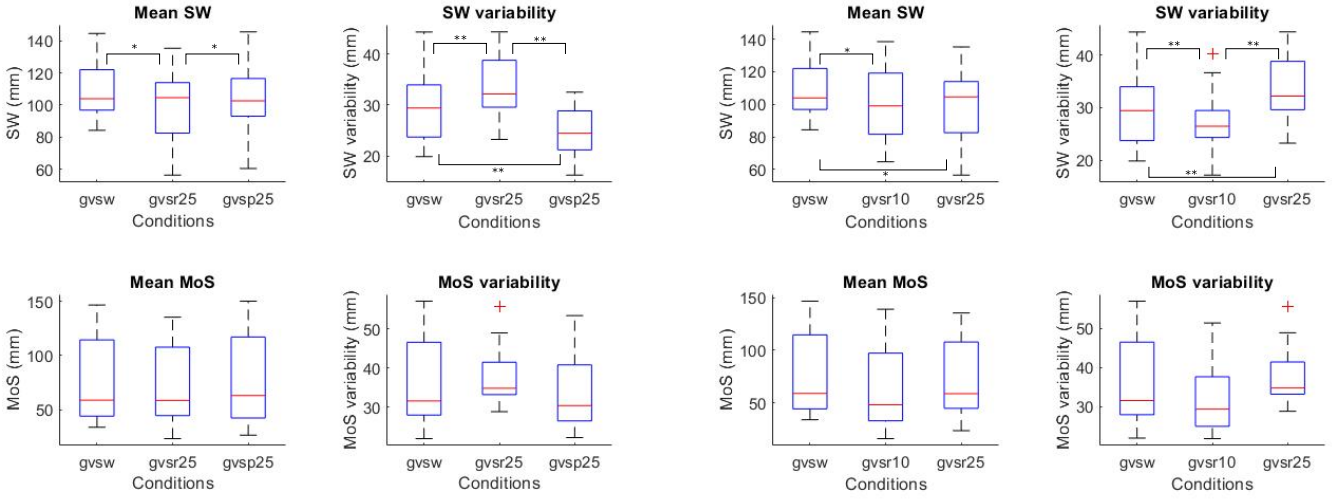 Mean SW
SW (mm)
140
120
100
80
60
*
*
gvsw gvsr25 gvsp25
Conditions
SW variability
SW variability (mm)
40
30
20
**
**
**
gvsw gvsr25 gvsp25
Conditions
Mean SW
SW (mm)
140
120
100
80
60
*
*
gvsw gvsr10 gvsr25
Conditions
SW variability
SW variability (mm)
40
30
20
**
**
**
gvsw gvsr10 gvsr25
Conditions
Mean MoS
MoS (mm)
150
100
50
gvsw gvsr25 gvsp25
Conditions
MoS variability
MoS variability (mm)
50
40
30
gvsw gvsr25 gvsp25
Conditions
Mean MoS
MoS (mm)
150
100
50
gvsw gvsr10 gvsr25
Conditions
MoS variability
MoS variability (mm)
50
40
30
gvsw gvsr10 gvsr25
Conditions